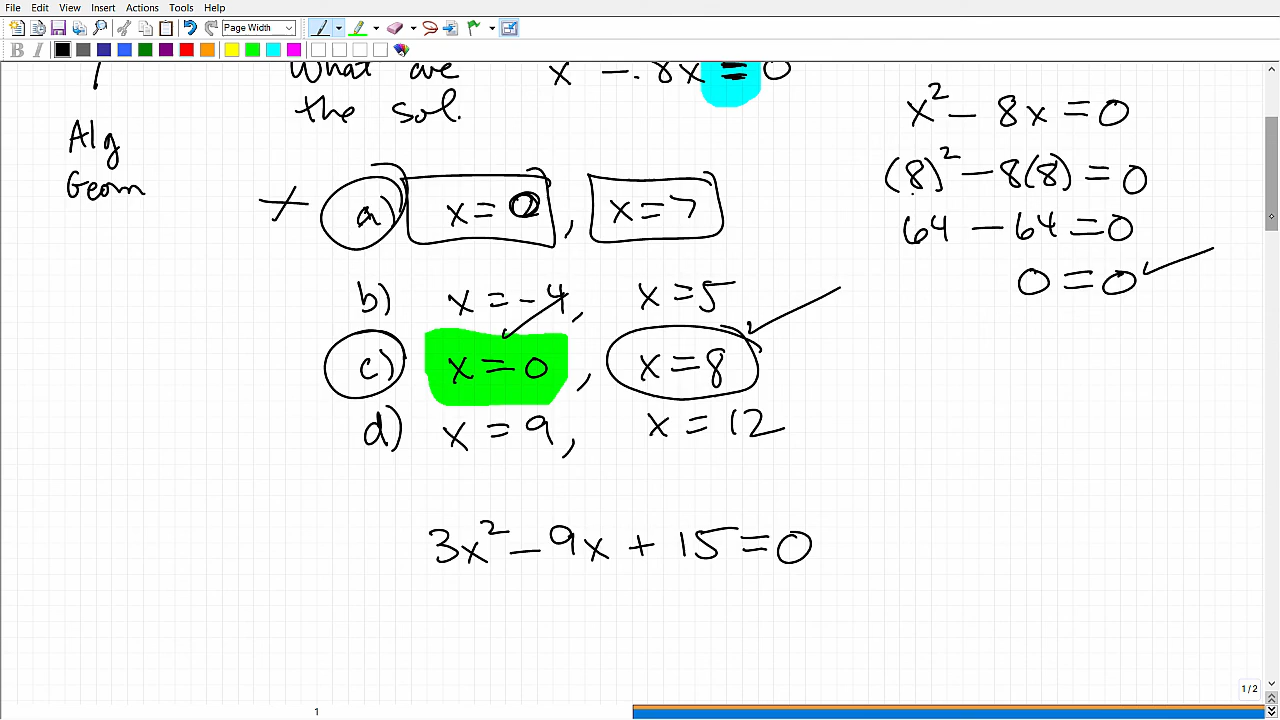 File Edit View Insert Actions Tools Help
Page Width
B I
What are x - 8x = 0
the sol.
Alg
Geom
a) x = 0, x = 7
b) x = -4, x = 5
c) x = 0, x = 8
d) x = 9, x = 12
3x² - 9x + 15 = 0
x² - 8x = 0
(8)² - 8(8) = 0
64 - 64 = 0
0 = 0
1/2
1